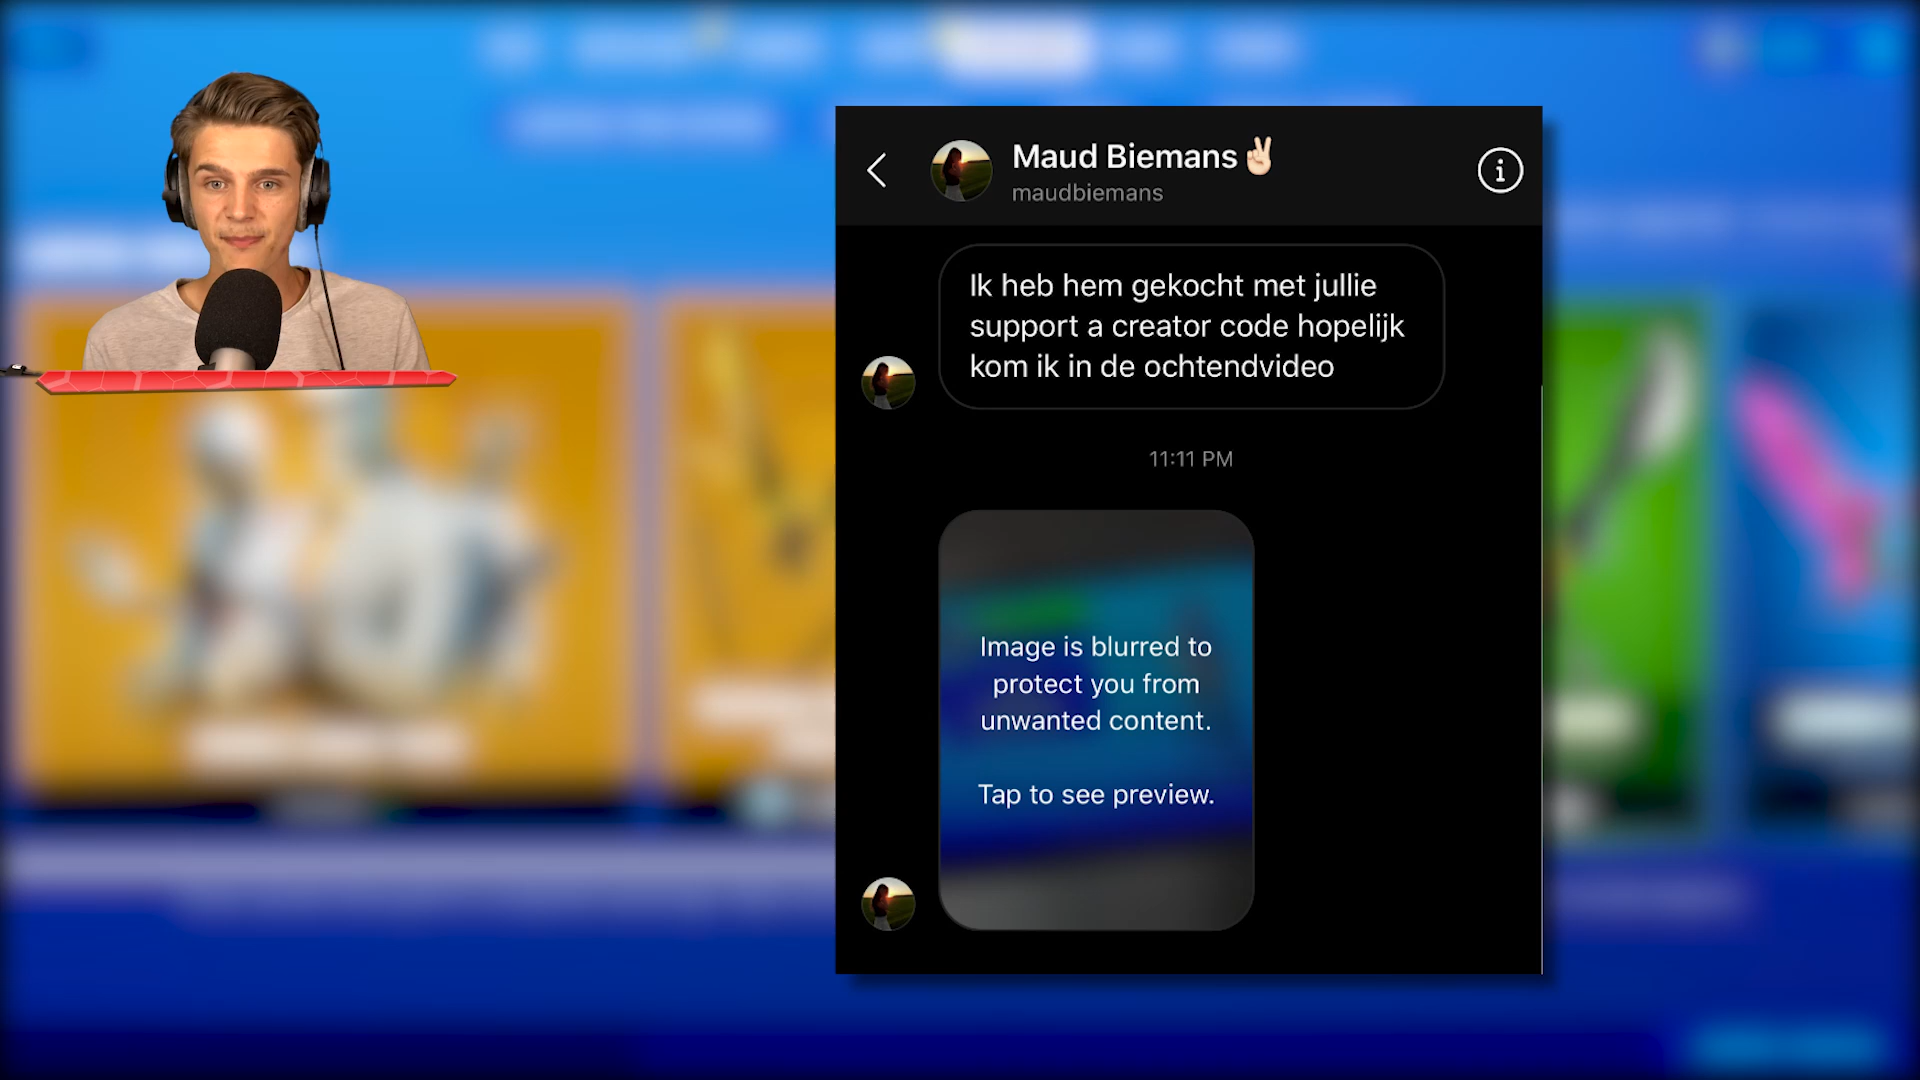 Maud Biemans✌🏻
maudbiemans
Ik heb hem gekocht met jullie
support a creator code hopelijk
kom ik in de ochtendvideo
11:11 PM
Image is blurred to
protect you from
unwanted content.
Tap to see preview.